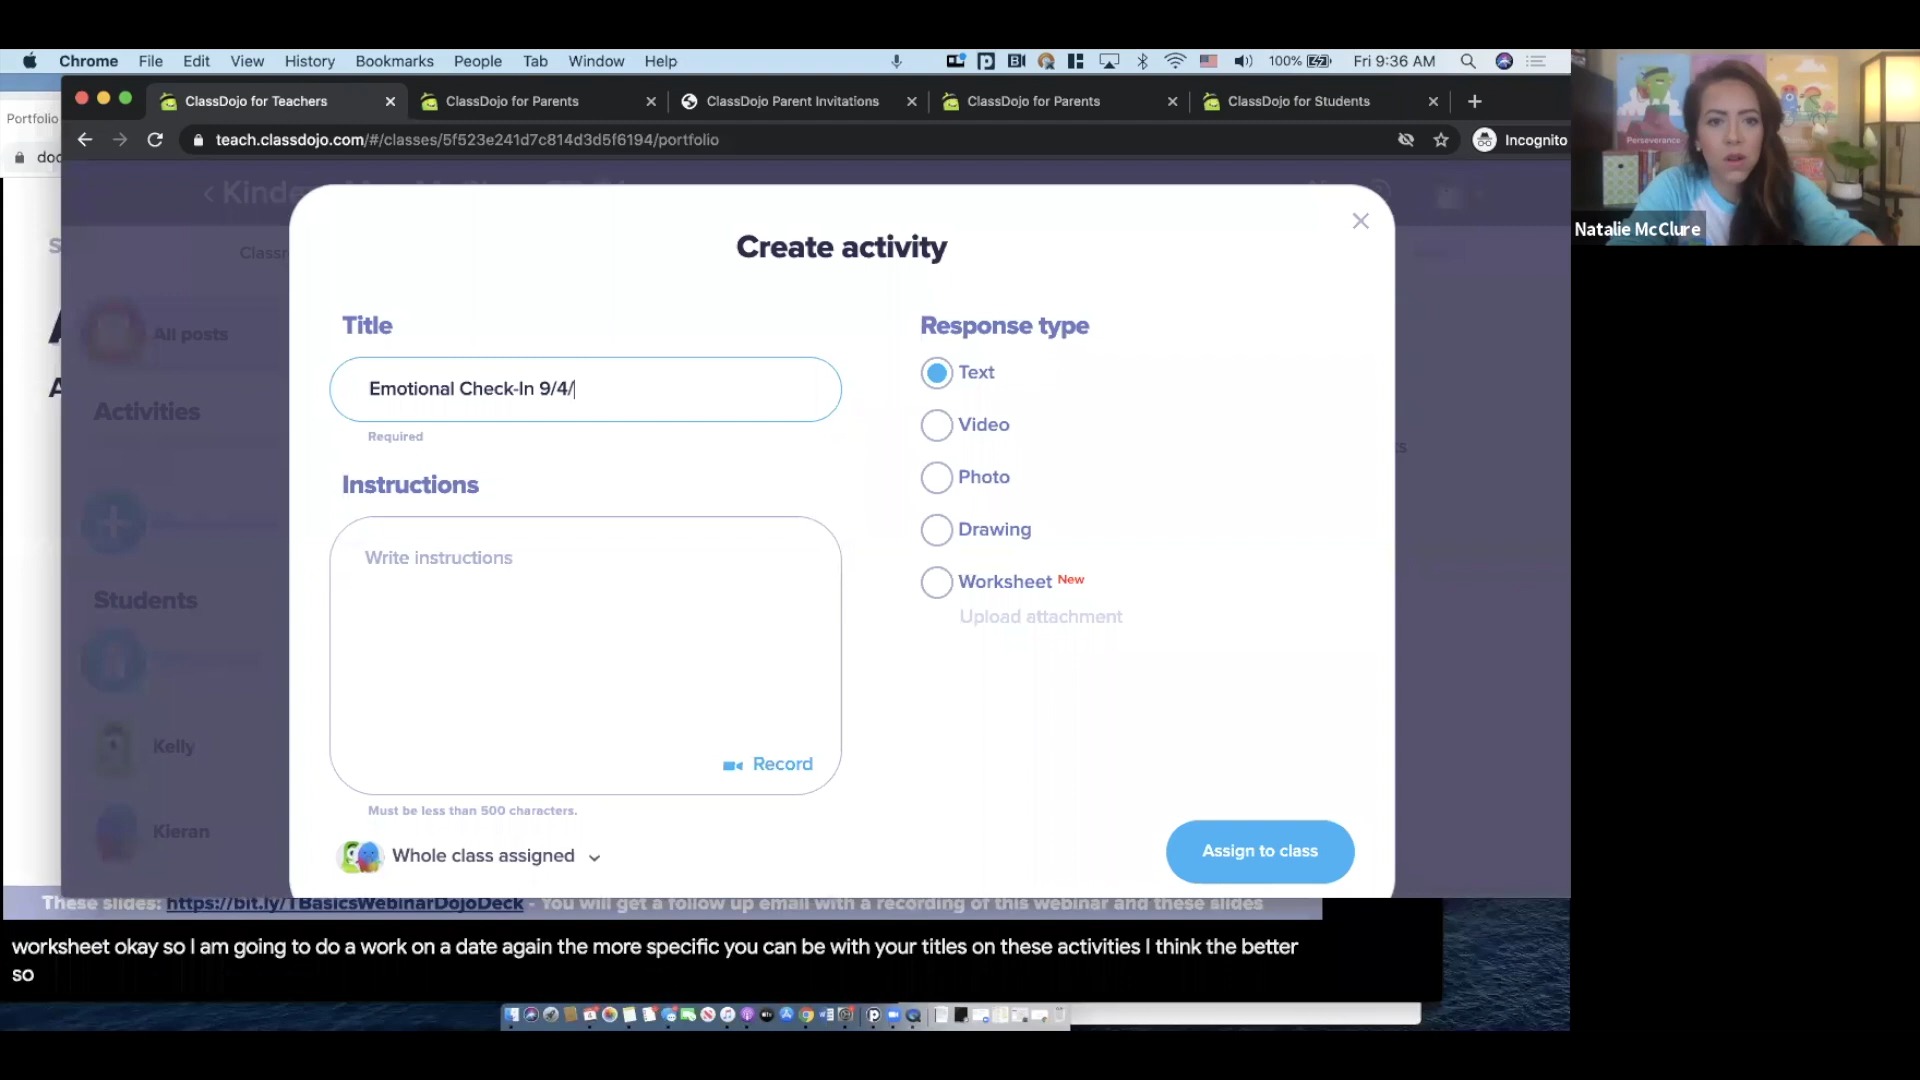 Chrome File Edit View History Bookmarks People Tab Window Help 100% Fri 9:36 AM
ClassDojo for Teachers ClassDojo for Parents ClassDojo Parent Invitations ClassDojo for Parents ClassDojo for Students
Portfolio
teach.classdojo.com/#/classes/5f523e241d7c814d3d5f6194/portfolio Incognito
Perseverance
Natalie McClure
Create activity
Title
Emotional Check-In 9/4/
Required
Instructions
Write instructions
Record
Must be less than 500 characters.
Whole class assigned
Response type
Text
Video
Photo
Drawing
Worksheet New
Upload attachment
Assign to class
All posts
Activities
Students
Kelly
Kieran
These slides: https://bit.ly/TBasicsWebinarDojoDeck - You will get a follow up email with a recording of this webinar and these slides
worksheet okay so I am going to do a work on a date again the more specific you can be with your titles on these activities I think the better
so